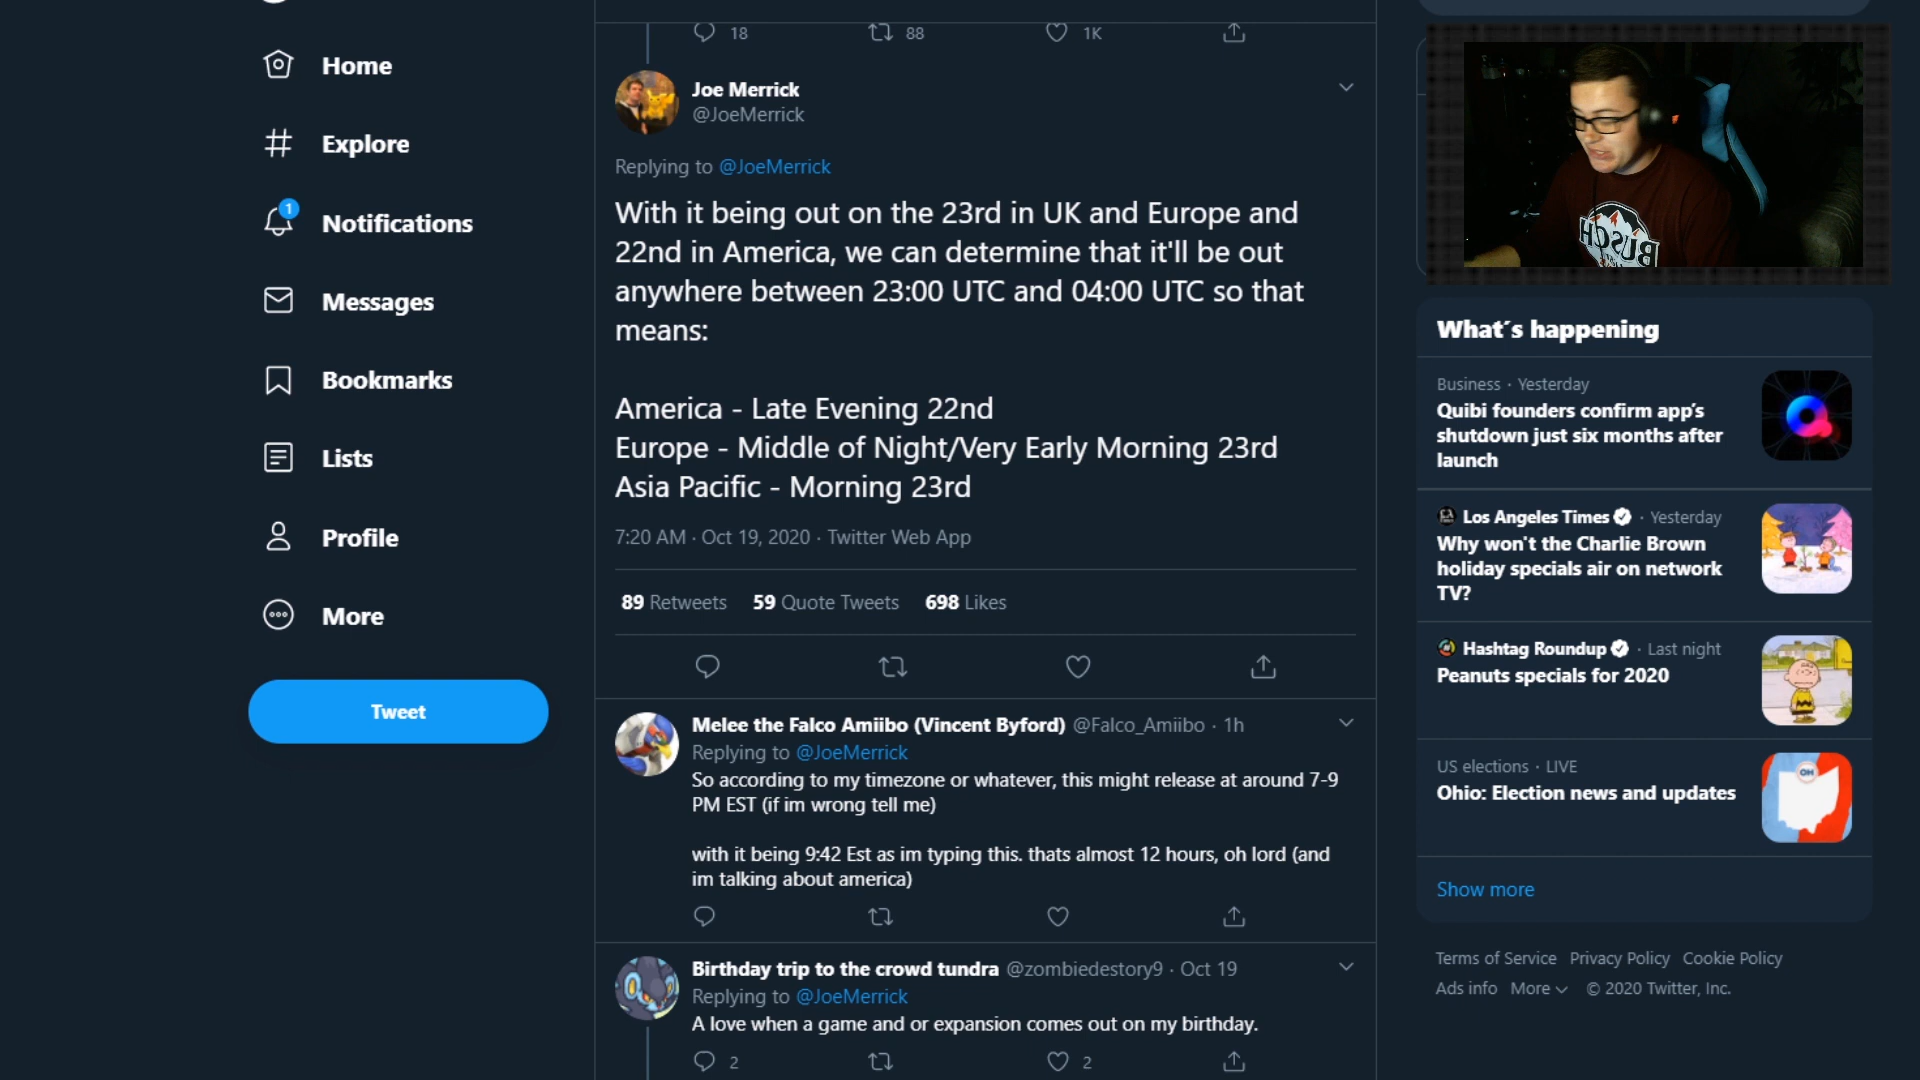 18
88
1K
Home
Explore
1
Notifications
Messages
Bookmarks
Lists
Profile
More
Tweet
Joe Merrick
@JoeMerrick
Replying to @JoeMerrick
With it being out on the 23rd in UK and Europe and
22nd in America, we can determine that it'll be out
anywhere between 23:00 UTC and 04:00 UTC so that
means:
America - Late Evening 22nd
Europe - Middle of Night/Very Early Morning 23rd
Asia Pacific - Morning 23rd
7:20 AM · Oct 19, 2020 · Twitter Web App
89 Retweets 59 Quote Tweets 698 Likes
Melee the Falco Amiibo (Vincent Byford) @Falco_Amiibo · 1h
Replying to @JoeMerrick
So according to my timezone or whatever, this might release at around 7-9
PM EST (if im wrong tell me)
with it being 9:42 Est as im typing this. thats almost 12 hours, oh lord (and
im talking about america)
Birthday trip to the crowd tundra @zombiedestory9 · Oct 19
Replying to @JoeMerrick
A love when a game and or expansion comes out on my birthday.
2
2
BUSCH
What´s happening
Business · Yesterday
Quibi founders confirm app's
shutdown just six months after
launch
Los Angeles Times · Yesterday
Why won't the Charlie Brown
holiday specials air on network
TV?
Hashtag Roundup · Last night
Peanuts specials for 2020
US elections · LIVE
Ohio: Election news and updates
OH
Show more
Terms of Service Privacy Policy Cookie Policy
Ads info More © 2020 Twitter, Inc.